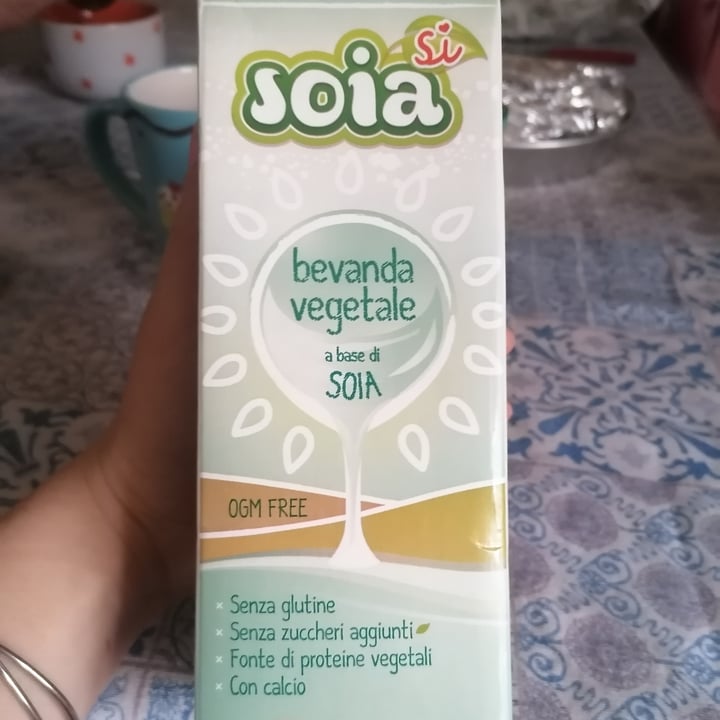 soia
si
bevanda
vegetale
a base di
SOIA
OGM FREE
× Senza glutine
× Senza zuccheri aggiunti
× Fonte di proteine vegetali
× Con calcio